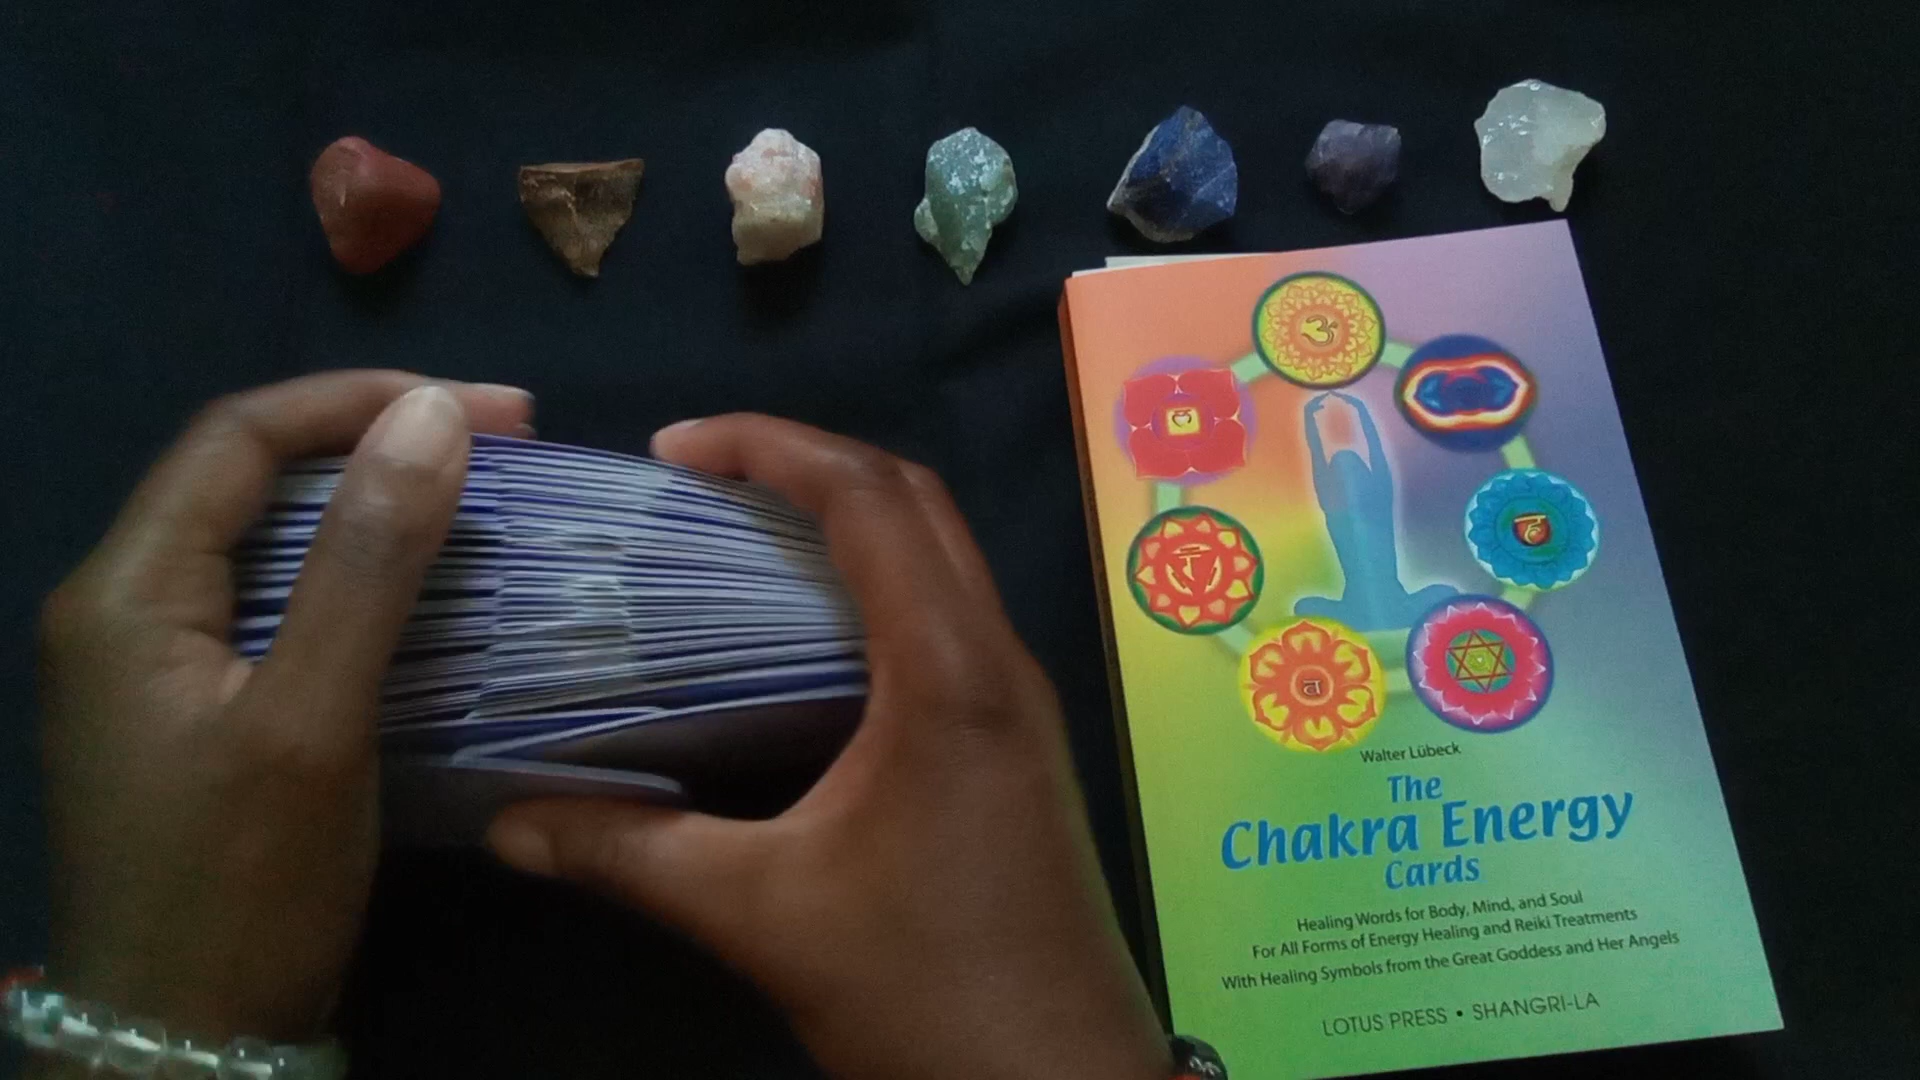 ॐ
Walter Lübeck
The
Chakra Energy
Cards
Healing Words for Body, Mind, and Soul
For All Forms of Energy Healing and Reiki Treatments
With Healing Symbols from the Great Goddess and Her Angels
LOTUS PRESS • SHANGRI-LA